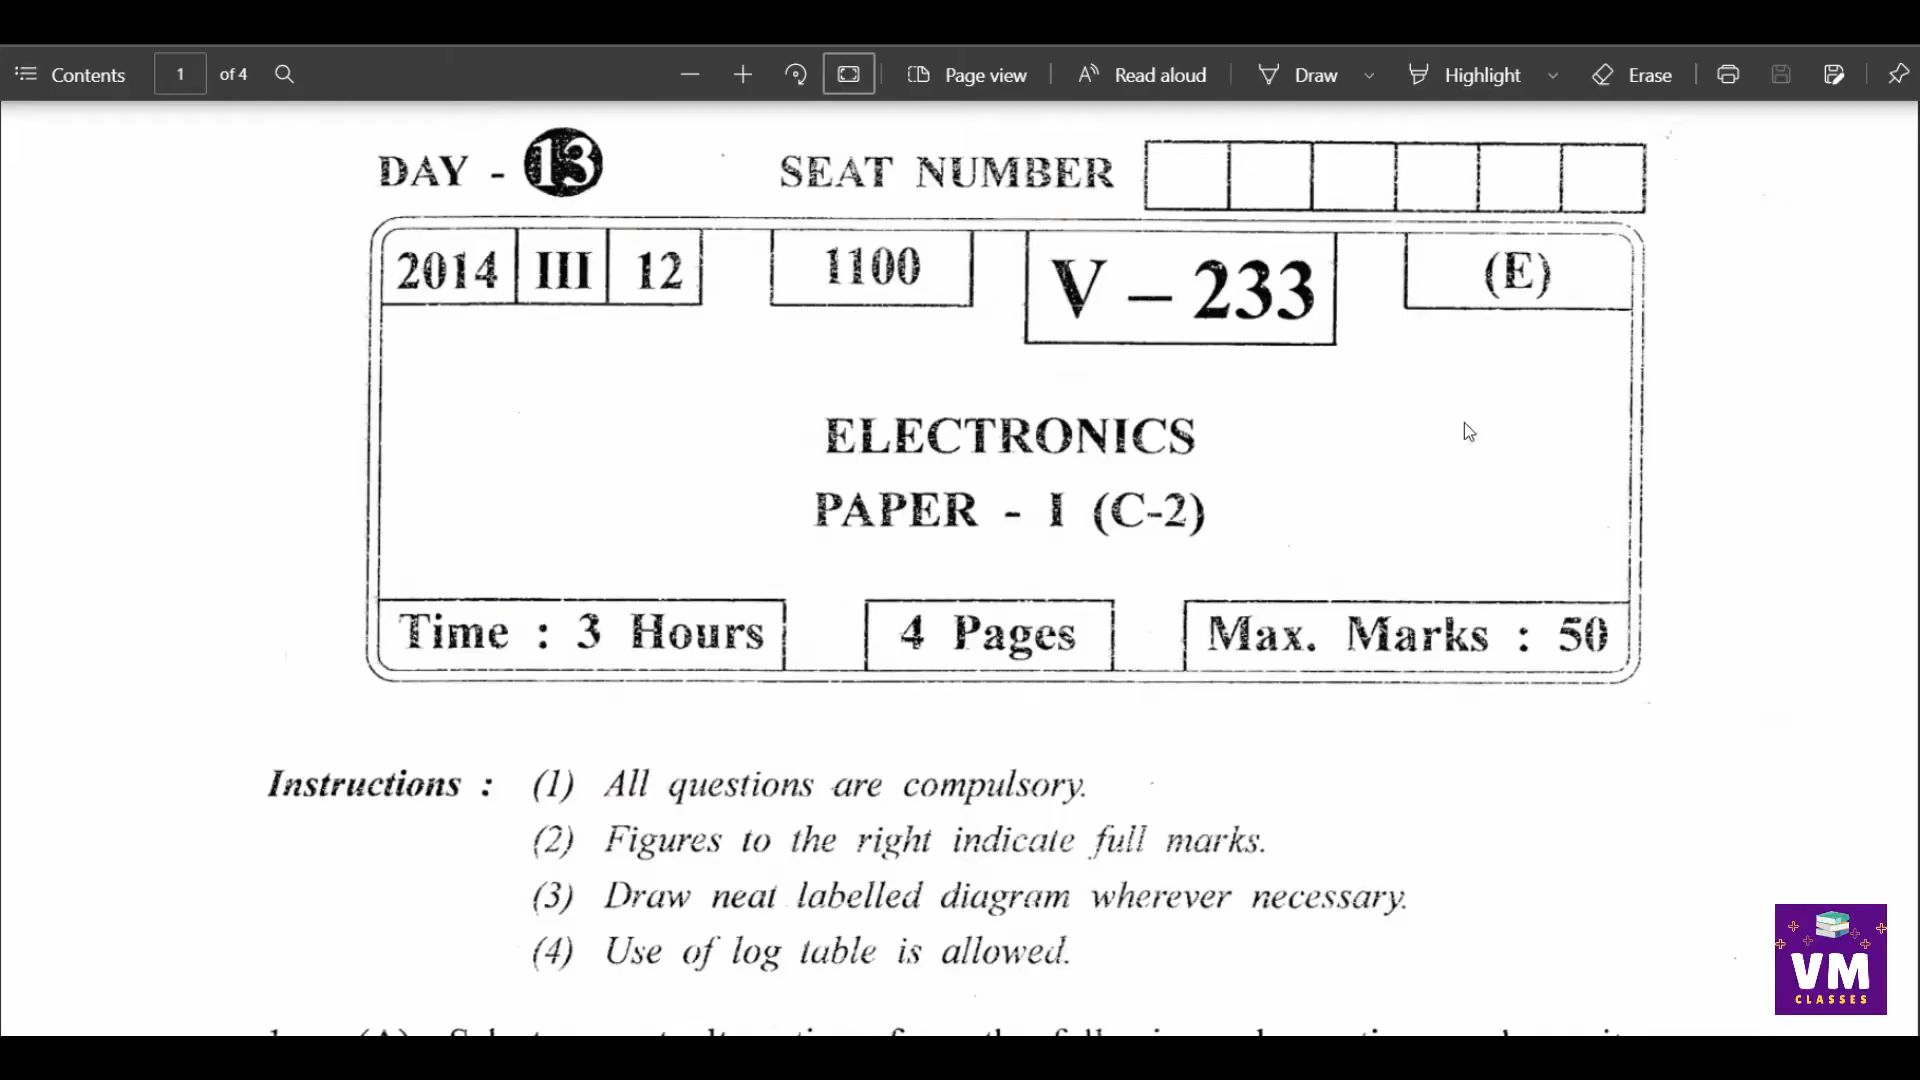 Contents 1 of 4 Page view Read aloud Draw Highlight Erase
DAY - 13 SEAT NUMBER
2014 III 12 1100 V – 233 (E)
ELECTRONICS
PAPER - I (C-2)
Time : 3 Hours 4 Pages Max. Marks : 50
Instructions : (1) All questions are compulsory.
(2) Figures to the right indicate full marks.
(3) Draw neat labelled diagram wherever necessary.
(4) Use of log table is allowed.
VM
CLASSES